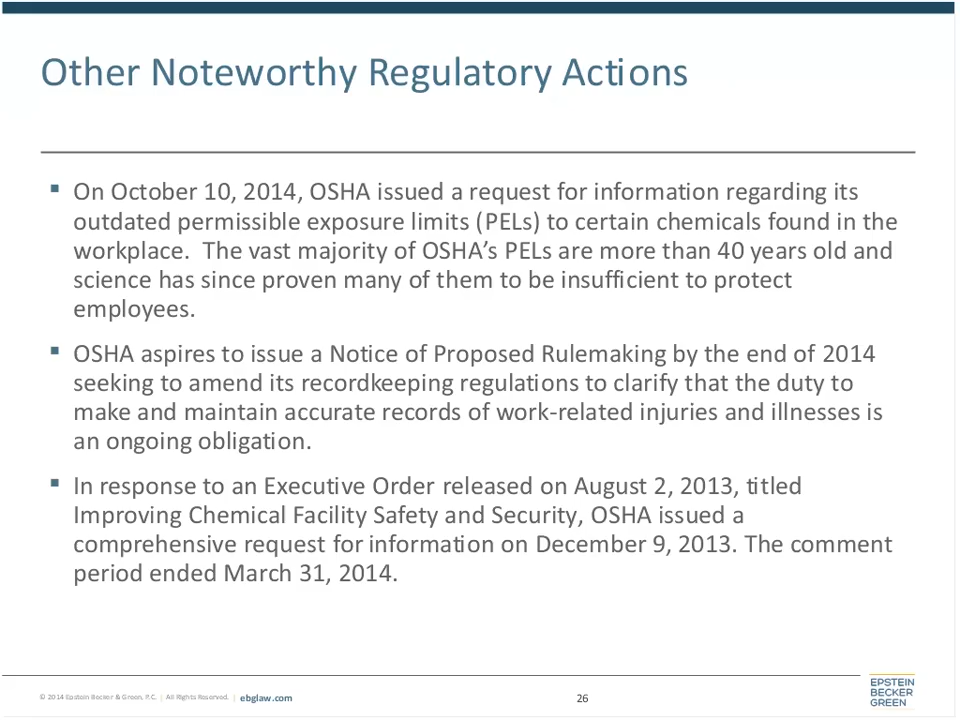 Other Noteworthy Regulatory Actions
▪ On October 10, 2014, OSHA issued a request for information regarding its
outdated permissible exposure limits (PELs) to certain chemicals found in the
workplace.  The vast majority of OSHA's PELs are more than 40 years old and
science has since proven many of them to be insufficient to protect
employees.
▪ OSHA aspires to issue a Notice of Proposed Rulemaking by the end of 2014
seeking to amend its recordkeeping regulations to clarify that the duty to
make and maintain accurate records of work-related injuries and illnesses is
an ongoing obligation.
▪ In response to an Executive Order released on August 2, 2013, titled
Improving Chemical Facility Safety and Security, OSHA issued a
comprehensive request for information on December 9, 2013. The comment
period ended March 31, 2014.
© 2014 Epstein Becker & Green, P.C. | All Rights Reserved. | ebglaw.com
26
EPSTEIN
BECKER
GREEN